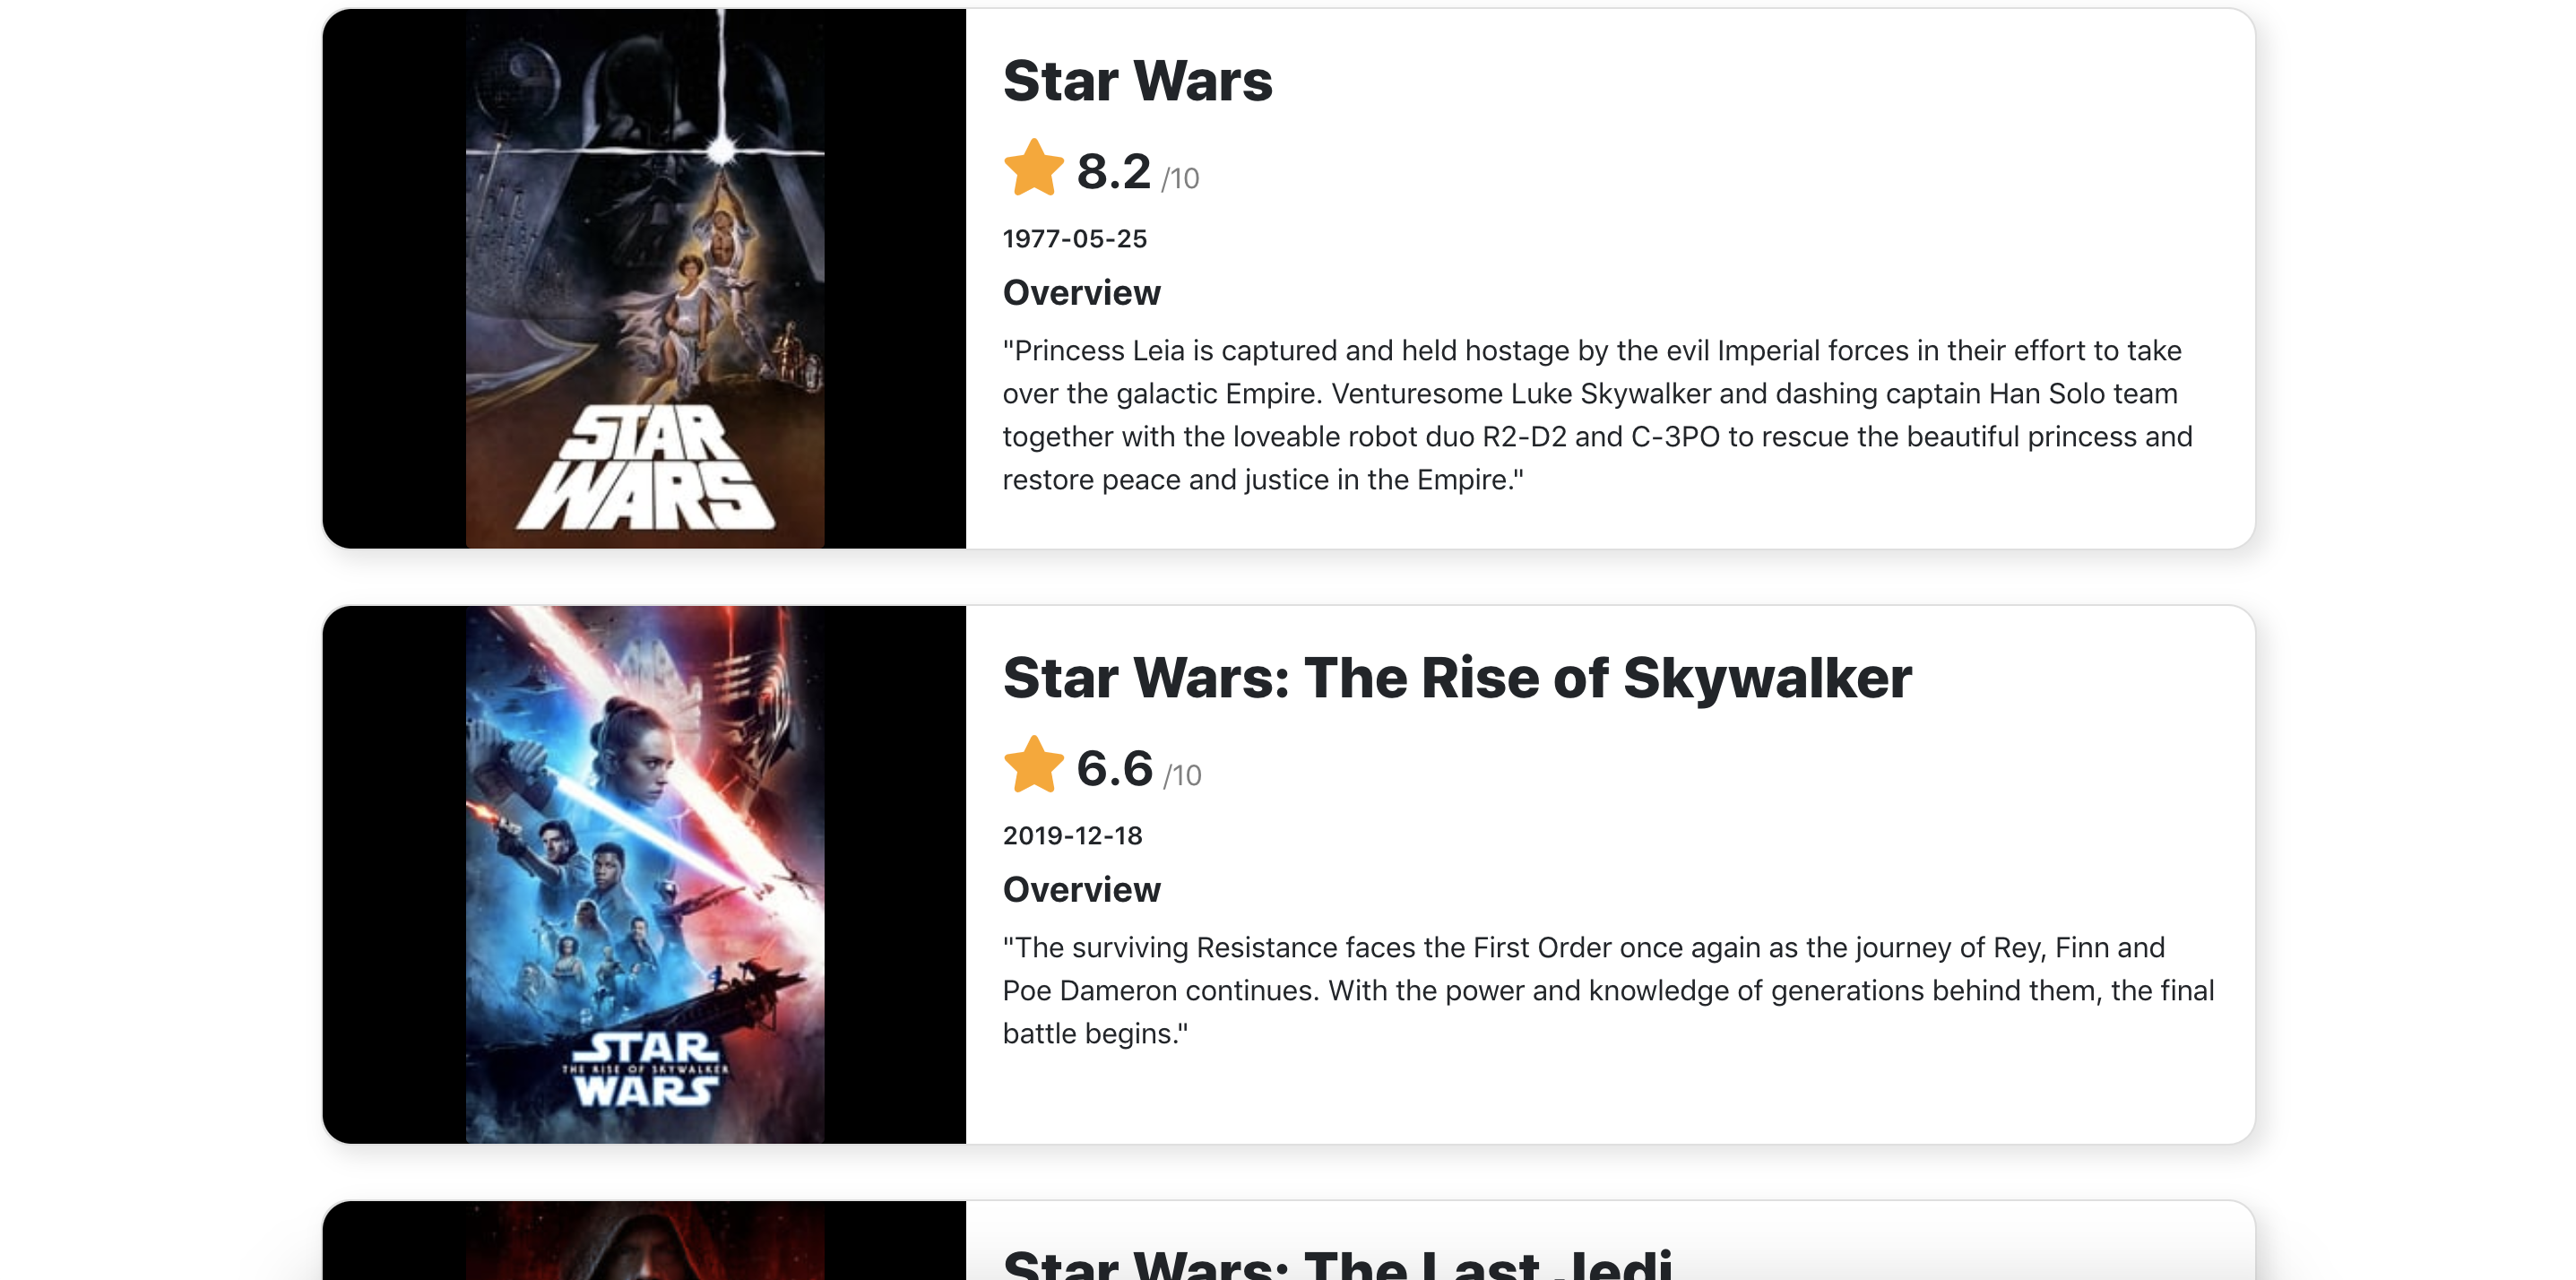 STAR
WARS
Star Wars
8.2 /10
1977-05-25
Overview
"Princess Leia is captured and held hostage by the evil Imperial forces in their effort to take
over the galactic Empire. Venturesome Luke Skywalker and dashing captain Han Solo team
together with the loveable robot duo R2-D2 and C-3PO to rescue the beautiful princess and
restore peace and justice in the Empire."
STAR
THE RISE OF SKYWALKER
WARS
Star Wars: The Rise of Skywalker
6.6 /10
2019-12-18
Overview
"The surviving Resistance faces the First Order once again as the journey of Rey, Finn and
Poe Dameron continues. With the power and knowledge of generations behind them, the final
battle begins."
Star Wars: The Last Jedi